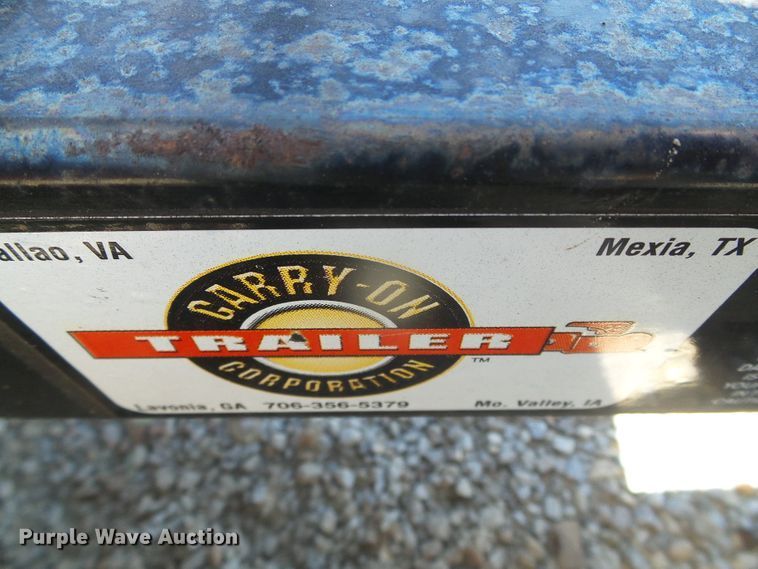 allao, VA
Mexia, TX
CARRY-ON
TRAILER
CORPORATION
TM
Lavonia, GA 706-356-5379
Mo. Valley, IA
Purple Wave Auction